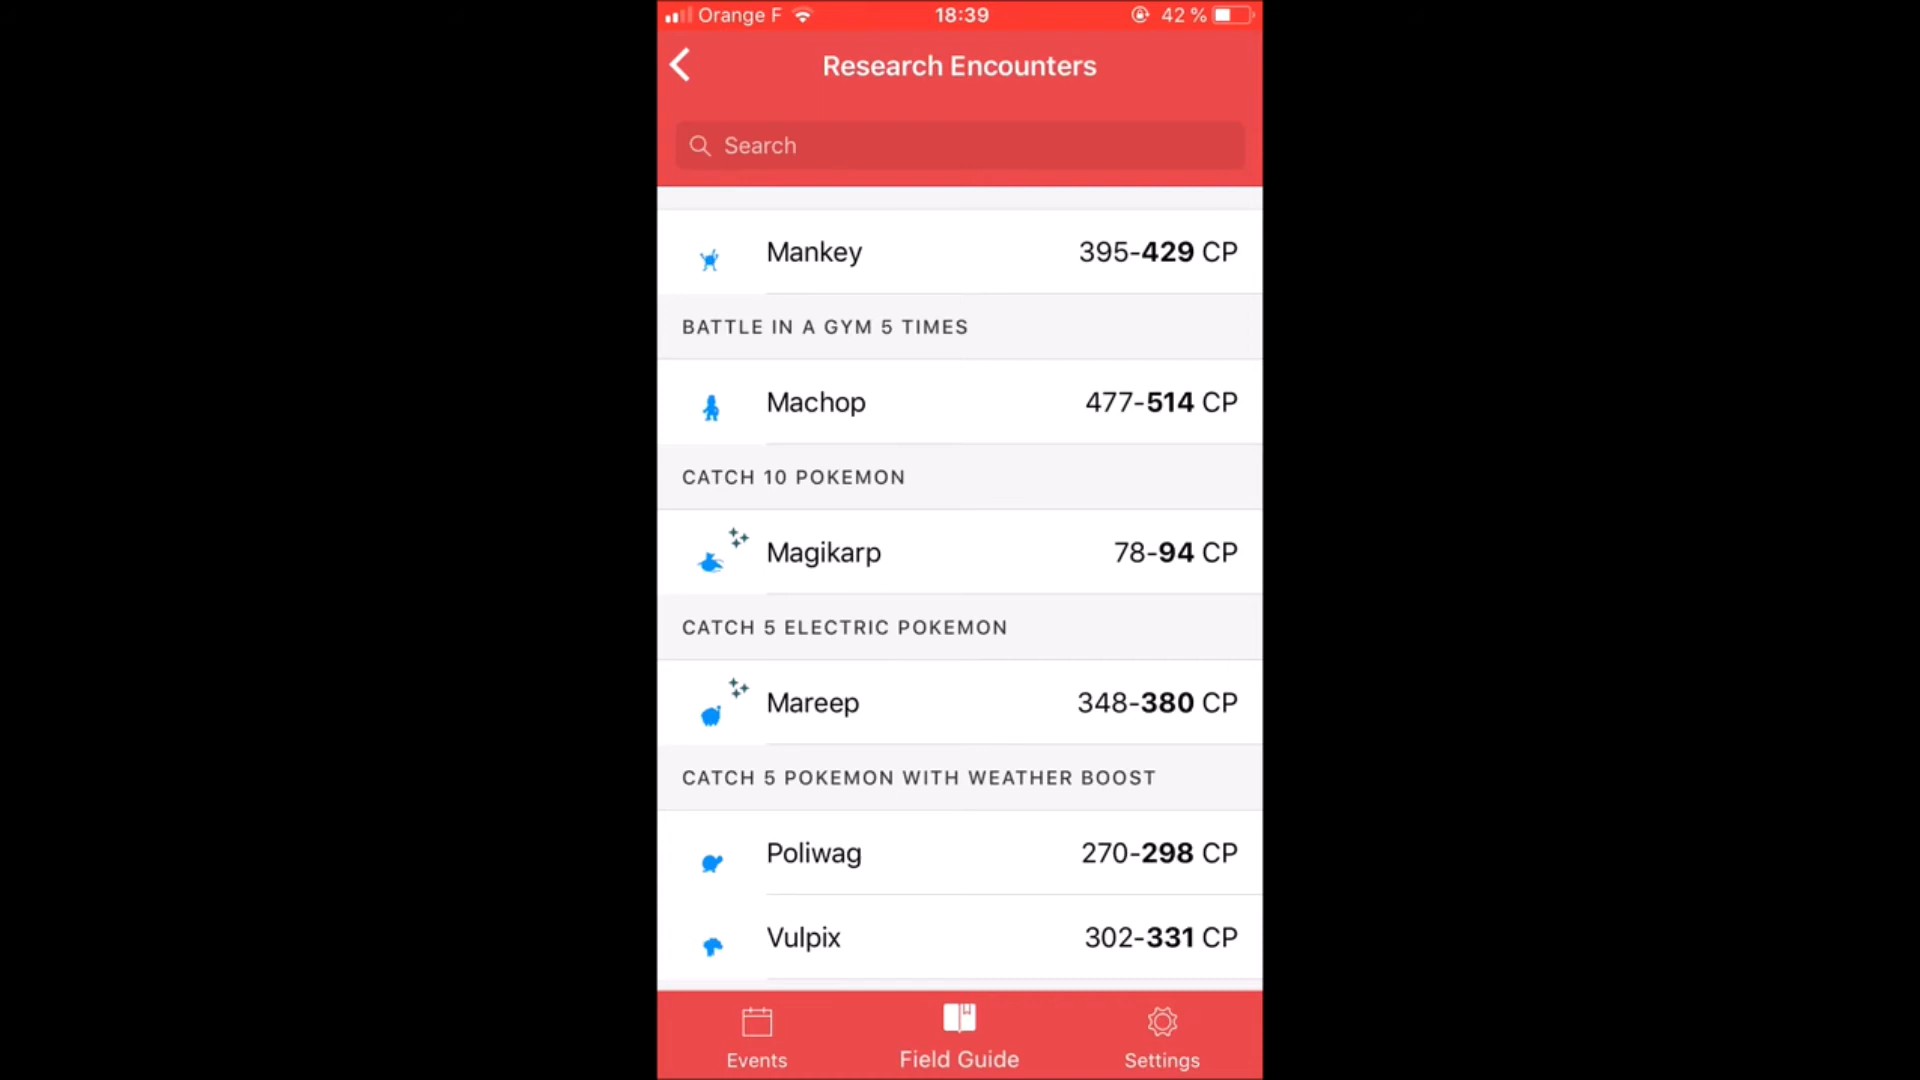 Orange F 18:39 42 %
Research Encounters
Search
Mankey 395-429 CP
BATTLE IN A GYM 5 TIMES
Machop 477-514 CP
CATCH 10 POKEMON
Magikarp 78-94 CP
CATCH 5 ELECTRIC POKEMON
Mareep 348-380 CP
CATCH 5 POKEMON WITH WEATHER BOOST
Poliwag 270-298 CP
Vulpix 302-331 CP
Events Field Guide Settings